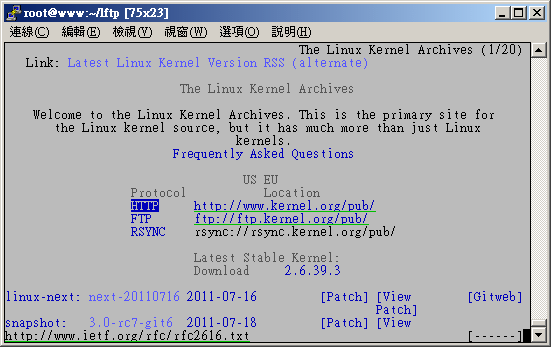 root@www:~/lftp [75x23]
連線(C) 編輯(E) 檢視(V) 視窗(W) 選項(O) 說明(H)
The Linux Kernel Archives (1/20)
Link: Latest Linux Kernel Version RSS (alternate)
The Linux Kernel Archives
Welcome to the Linux Kernel Archives. This is the primary site for
the Linux kernel source, but it has much more than just Linux
kernels.
Frequently Asked Questions
US EU
Protocol Location
HTTP http://www.kernel.org/pub/
FTP ftp://ftp.kernel.org/pub/
RSYNC rsync://rsync.kernel.org/pub/
Latest Stable Kernel:
Download 2.6.39.3
linux-next: next-20110716 2011-07-16 [Patch] [View [Gitweb]
Patch]
snapshot: 3.0-rc7-git6 2011-07-18 [Patch] [View
http://www.ietf.org/rfc/rfc2616.txt [------]